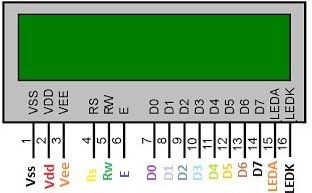 VSS VDD VEE RS RW E D0 D1 D2 D3 D4 D5 D6 D7 LEDA LEDK
1 2 3 4 5 6 7 8 9 10 11 12 13 14 15 16
Vss Vdd Vee Rs Rw E D0 D1 D2 D3 D4 D5 D6 D7 LEDA LEDK